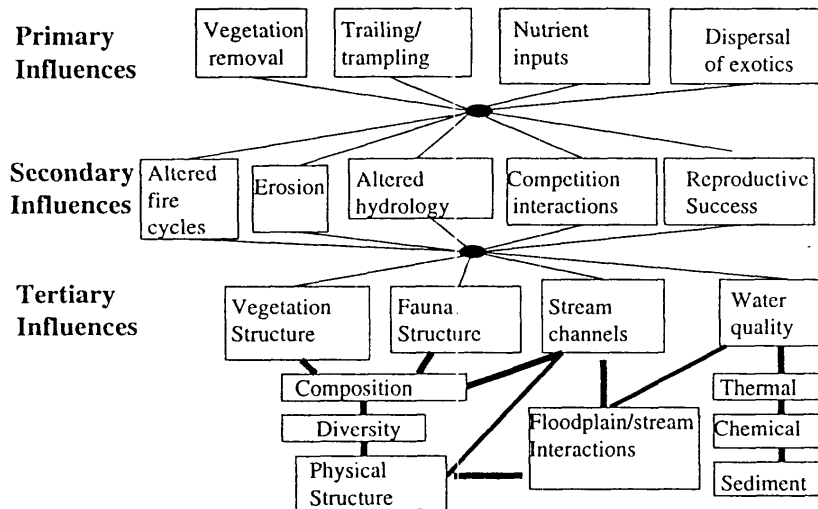 Primary
Influences
Vegetation
removal
Trailing/
trampling
Nutrient
inputs
Dispersal
of exotics
Secondary
Influences
Altered
fire
cycles
Erosion
Altered
hydrology
Competition
interactions
Reproductive
Success
Tertiary
Influences
Vegetation
Structure
Fauna
Structure
Stream
channels
Water
quality
Composition
Diversity
Physical
Structure
Floodplain/stream
Interactions
Thermal
Chemical
Sediment